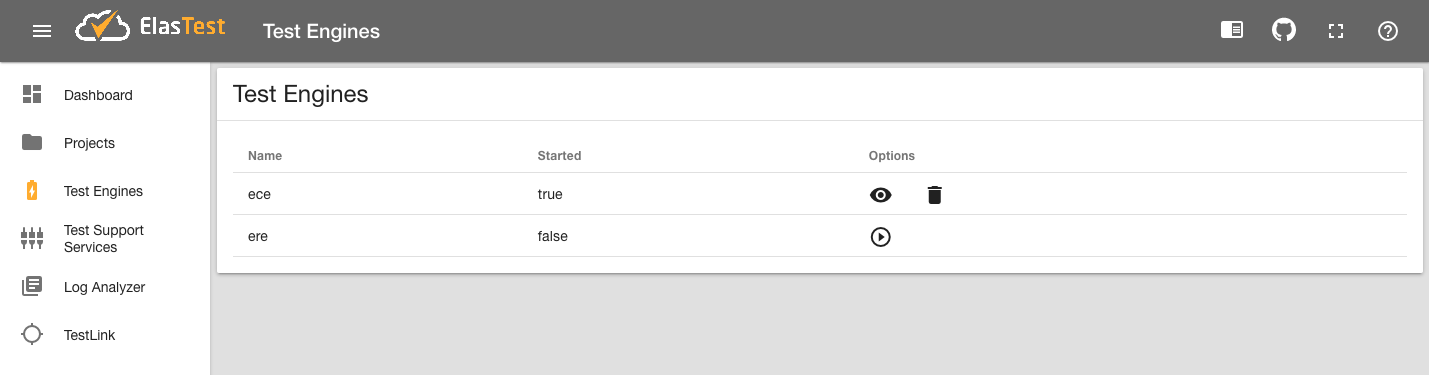 ElasTest
Test Engines
Dashboard
Projects
Test Engines
Test Support
Services
Log Analyzer
TestLink
Test Engines
Name Started Options
ece true
ere false